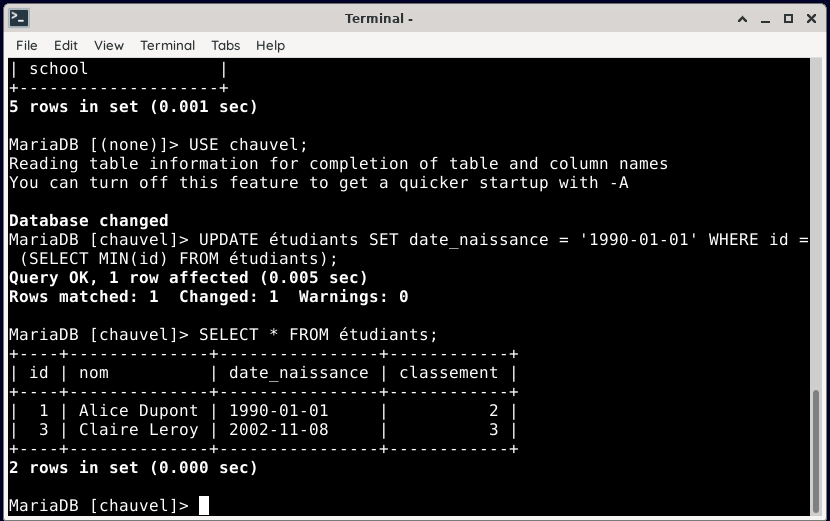 Terminal -
File Edit View Terminal Tabs Help
| school             |
+--------------------+
5 rows in set (0.001 sec)
MariaDB [(none)]> USE chauvel;
Reading table information for completion of table and column names
You can turn off this feature to get a quicker startup with -A
Database changed
MariaDB [chauvel]> UPDATE étudiants SET date_naissance = '1990-01-01' WHERE id =
 (SELECT MIN(id) FROM étudiants);
Query OK, 1 row affected (0.005 sec)
Rows matched: 1  Changed: 1  Warnings: 0
MariaDB [chauvel]> SELECT * FROM étudiants;
+----+--------------+----------------+------------+
| id | nom          | date_naissance | classement |
+----+--------------+----------------+------------+
|  1 | Alice Dupont | 1990-01-01     |          2 |
|  3 | Claire Leroy | 2002-11-08     |          3 |
+----+--------------+----------------+------------+
2 rows in set (0.000 sec)
MariaDB [chauvel]>